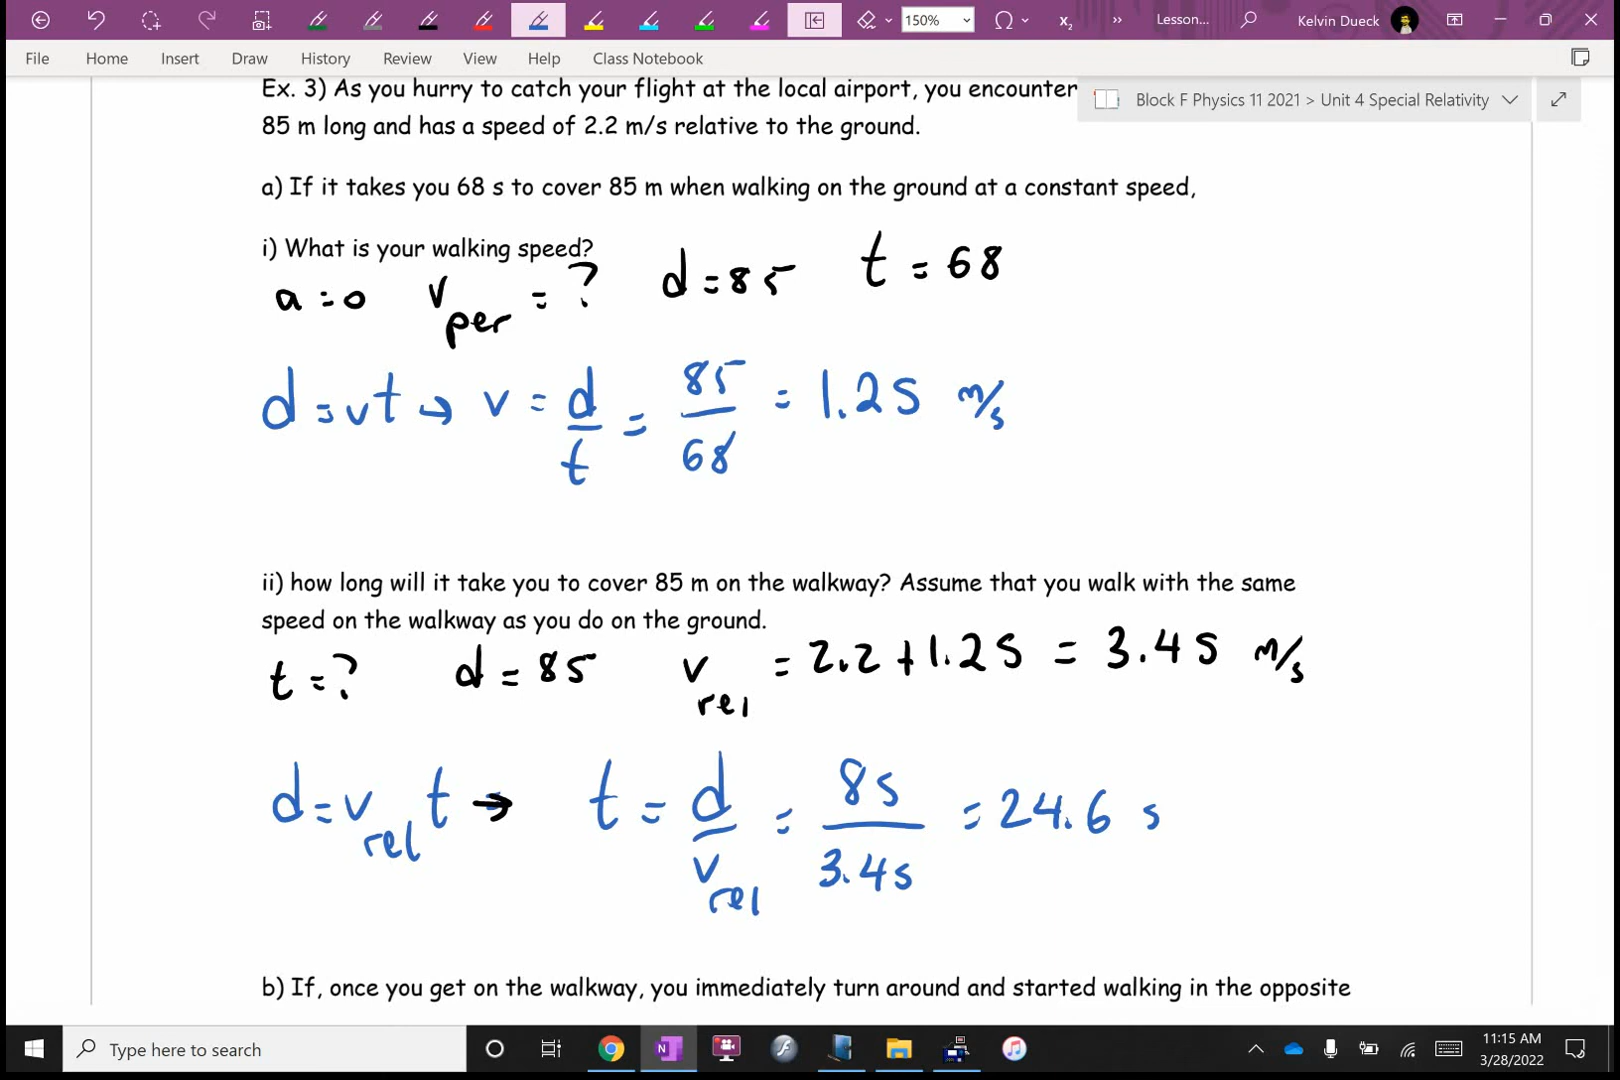 150%
Lesson...
Kelvin Dueck
File Home Insert Draw History Review View Help Class Notebook
Block F Physics 11 2021 > Unit 4 Special Relativity
Ex. 3) As you hurry to catch your flight at the local airport, you encounter
85 m long and has a speed of 2.2 m/s relative to the ground.
a) If it takes you 68 s to cover 85 m when walking on the ground at a constant speed,
i) What is your walking speed?
a = 0 v per = ? d = 85 t = 68
d = vt → v = d/t = 85/68 = 1.25 m/s
ii) how long will it take you to cover 85 m on the walkway? Assume that you walk with the same
speed on the walkway as you do on the ground.
t = ? d = 85 v rel = 2.2 + 1.25 = 3.45 m/s
d = v rel t → t = d/v rel = 85/3.45 = 24.6 s
b) If, once you get on the walkway, you immediately turn around and started walking in the opposite
Type here to search
11:15 AM
3/28/2022